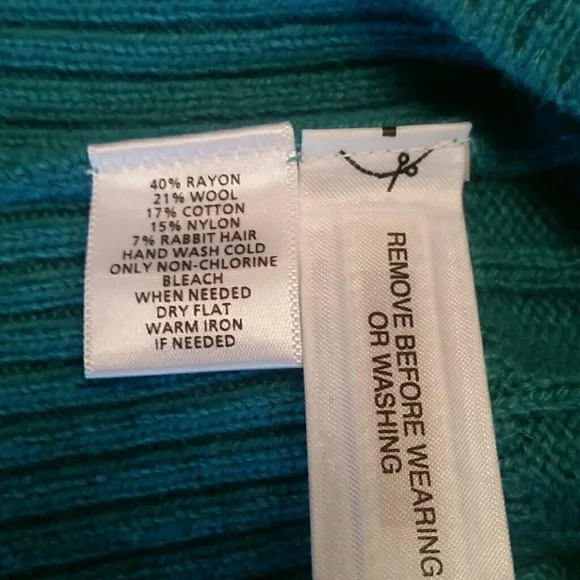 40% RAYON
21% WOOL
17% COTTON
15% NYLON
7% RABBIT HAIR
HAND WASH COLD
ONLY NON-CHLORINE
BLEACH
WHEN NEEDED
DRY FLAT
WARM IRON
IF NEEDED
REMOVE BEFORE WEARING
OR WASHING